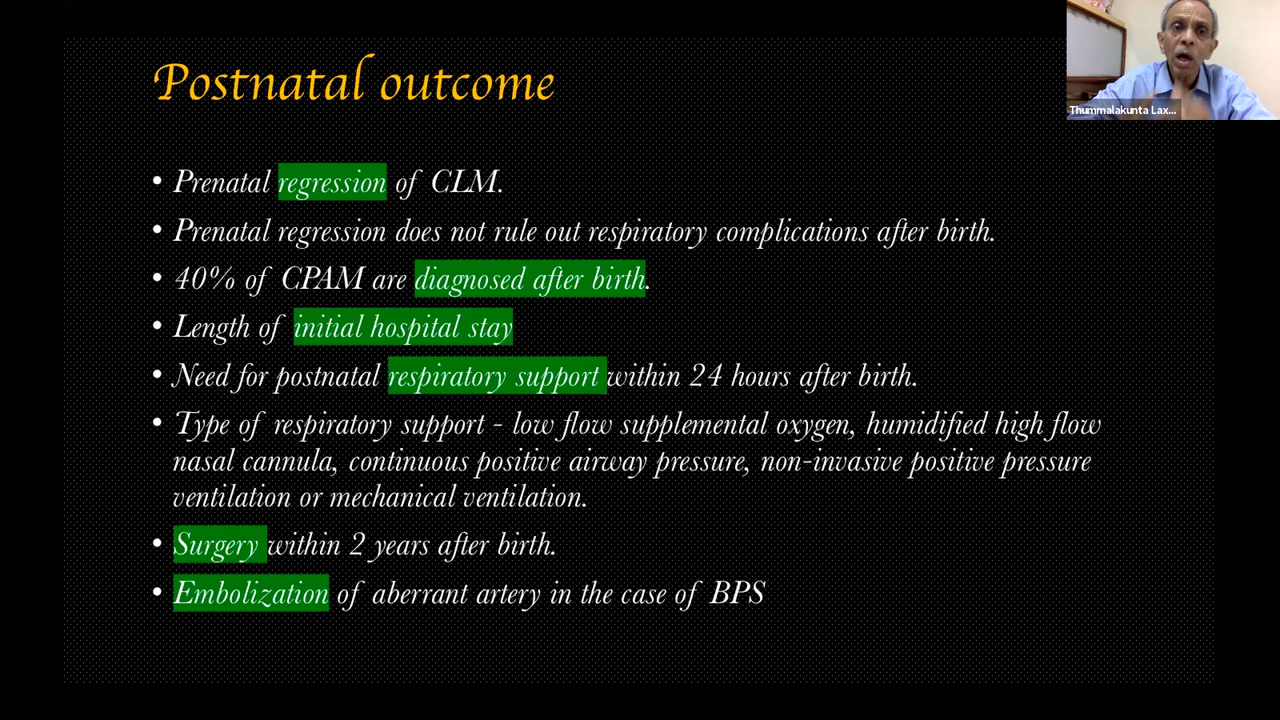 Postnatal outcome
Thummalakunta Lax...
• Prenatal regression of CLM.
• Prenatal regression does not rule out respiratory complications after birth.
• 40% of CPAM are diagnosed after birth.
• Length of initial hospital stay
• Need for postnatal respiratory support within 24 hours after birth.
• Type of respiratory support - low flow supplemental oxygen, humidified high flow
nasal cannula, continuous positive airway pressure, non-invasive positive pressure
ventilation or mechanical ventilation.
• Surgery within 2 years after birth.
• Embolization of aberrant artery in the case of BPS